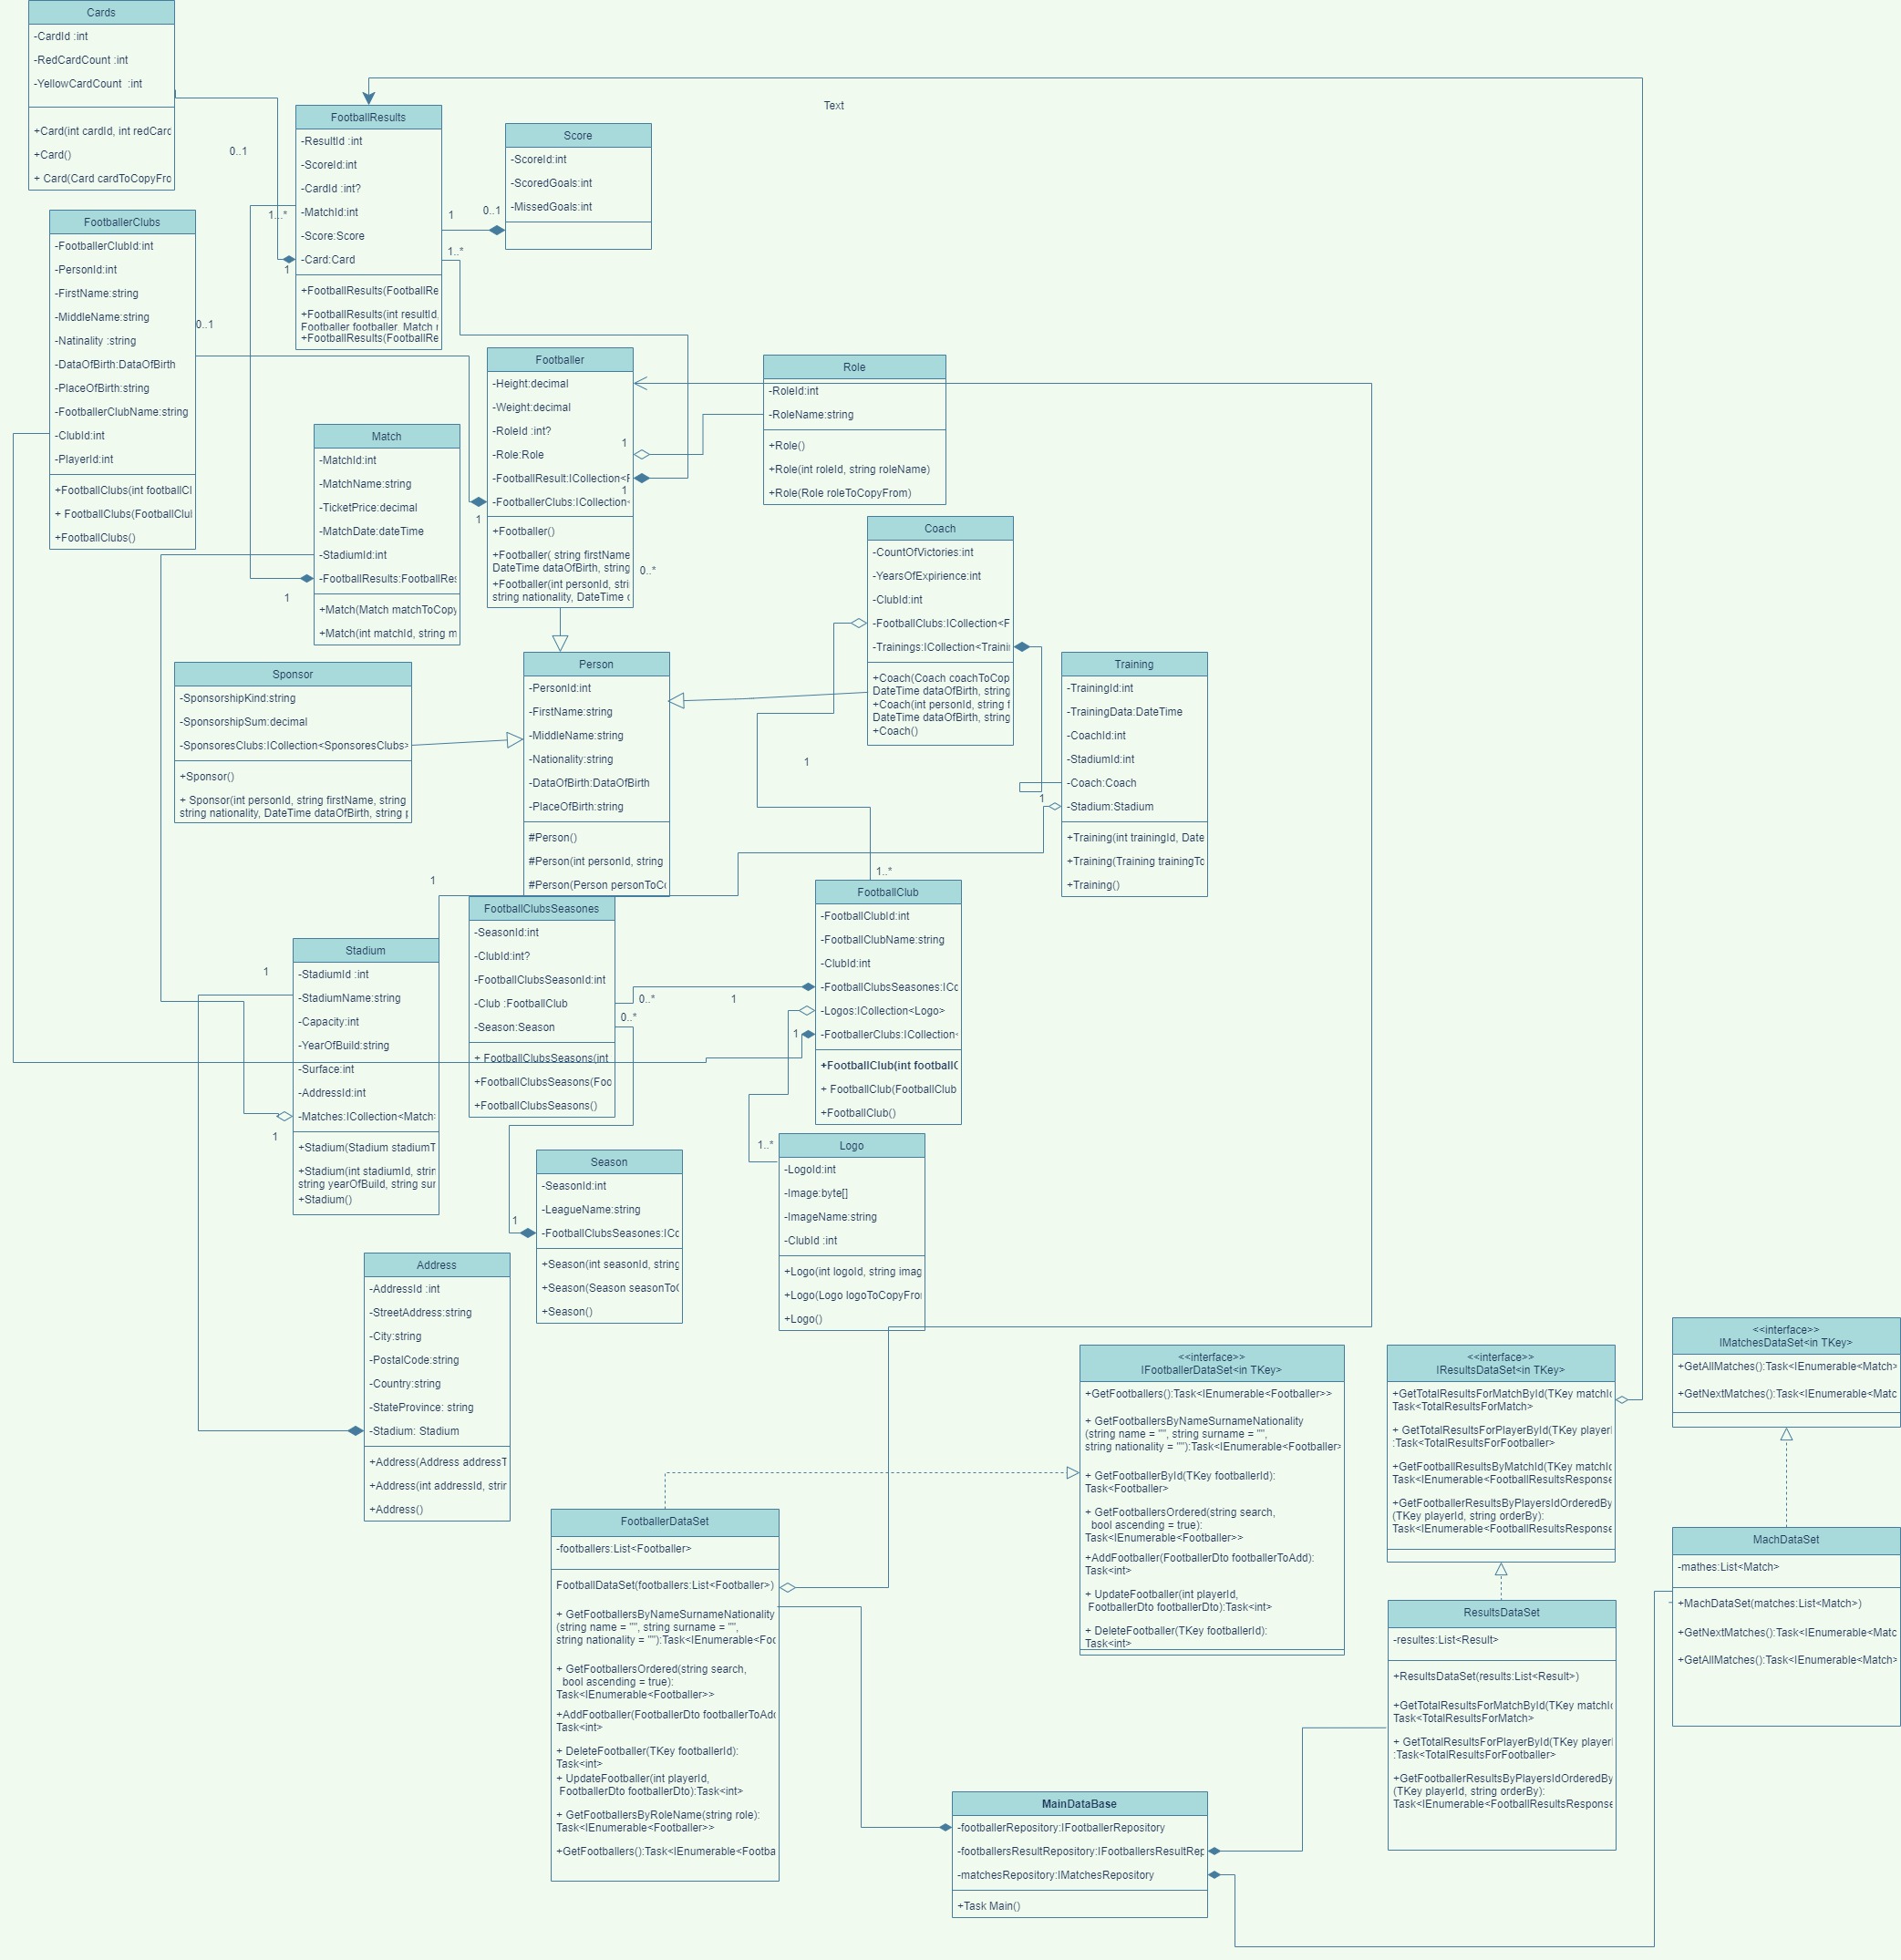 Cards
-CardId :int
-RedCardCount :int
-YellowCardCount  :int
+Card(int cardId, int redCarc
+Card()
+ Card(Card cardToCopyFro
0..1
FootballResults
-ResultId :int
-ScoreId:int
-CardId :int?
-MatchId:int
-Score:Score
-Card:Card
+FootballResults(FootballRe
+FootballResults(int resultId,
Footballer footballer, Match r
+FootballResults(FootballRe
1...*
1
1
0..1
1..*
Score
-ScoreId:int
-ScoredGoals:int
-MissedGoals:int
Text
FootballerClubs
-FootballerClubId:int
-PersonId:int
-FirstName:string
-MiddleName:string
-Natinality :string
-DataOfBirth:DataOfBirth
-PlaceOfBirth:string
-FootballerClubName:string
-ClubId:int
-PlayerId:int
+FootballClubs(int footballCl
+ FootballClubs(FootballClul
+FootballClubs()
0..1
Footballer
-Height:decimal
-Weight:decimal
-RoleId :int?
-Role:Role
-FootballResult:ICollection<F
-FootballerClubs:ICollection<
+Footballer()
+Footballer( string firstName
DateTime dataOfBirth, string
+Footballer(int personId, stri
string nationality, DateTime c
1
1
1
0..*
Role
-RoleId:int
-RoleName:string
+Role()
+Role(int roleId, string roleName)
+Role(Role roleToCopyFrom)
Match
-MatchId:int
-MatchName:string
-TicketPrice:decimal
-MatchDate:dateTime
-StadiumId:int
-FootballResults:FootballRes
+Match(Match matchToCopy
+Match(int matchId, string m
1
Coach
-CountOfVictories:int
-YearsOfExpirience:int
-ClubId:int
-FootballClubs:ICollection<F
-Trainings:ICollection<Traini
+Coach(Coach coachToCop
DateTime dataOfBirth, string
+Coach(int personId, string f
DateTime dataOfBirth, string
+Coach()
1
Training
-TrainingId:int
-TrainingData:DateTime
-CoachId:int
-StadiumId:int
-Coach:Coach
-Stadium:Stadium
+Training(int trainingId, Date
+Training(Training trainingTo
+Training()
1
Sponsor
-SponsorshipKind:string
-SponsorshipSum:decimal
-SponsoresClubs:ICollection<SponsoresClubs>
+Sponsor()
+ Sponsor(int personId, string firstName, string
string nationality, DateTime dataOfBirth, string p
Person
-PersonId:int
-FirstName:string
-MiddleName:string
-Nationality:string
-DataOfBirth:DataOfBirth
-PlaceOfBirth:string
#Person()
#Person(int personId, string
#Person(Person personToCo
1
1..*
FootballClubsSeasones
-SeasonId:int
-ClubId:int?
-FootballClubsSeasonId:int
-Club :FootballClub
-Season:Season
+ FootballClubsSeasons(int
+FootballClubsSeasons(Foo
+FootballClubsSeasons()
0..*
1
0..*
FootballClub
-FootballClubId:int
-FootballClubName:string
-ClubId:int
-FootballClubsSeasones:ICo
-Logos:ICollection<Logo>
-FootballerClubs:ICollection<
+FootballClub(int footballC
+ FootballClub(FootballClub
+FootballClub()
1
Stadium
-StadiumId :int
-StadiumName:string
-Capacity:int
-YearOfBuild:string
-Surface:int
-AddressId:int
-Matches:ICollection<Match>
+Stadium(Stadium stadiumT
+Stadium(int stadiumId, strin
string yearOfBuild, string sur
+Stadium()
1
1
Season
-SeasonId:int
-LeagueName:string
-FootballClubsSeasones:ICo
+Season(int seasonId, string
+Season(Season seasonTo(
+Season()
1
Logo
-LogoId:int
-Image:byte[]
-ImageName:string
-ClubId :int
+Logo(int logoId, string imag
+Logo(Logo logoToCopyFro
+Logo()
1..*
Address
-AddressId :int
-StreetAddress:string
-City:string
-PostalCode:string
-Country:string
-StateProvince: string
-Stadium: Stadium
+Address(Address addressT
+Address(int addressId, strir
+Address()
<<interface>>
IFootballerDataSet<in TKey>
+GetFootballers():Task<IEnumerable<Footballer>>
+ GetFootballersByNameSurnameNationality
(string name = "", string surname = "",
string nationality = ""):Task<IEnumerable<Footballer>
+ GetFootballerById(TKey footballerId):
Task<Footballer>
+ GetFootballersOrdered(string search,
bool ascending = true):
Task<IEnumerable<Footballer>>
+AddFootballer(FootballerDto footballerToAdd):
Task<int>
+ UpdateFootballer(int playerId,
FootballerDto footballerDto):Task<int>
+ DeleteFootballer(TKey footballerId):
Task<int>
<<interface>>
IResultsDataSet<in TKey>
+GetTotalResultsForMatchById(TKey matchId
Task<TotalResultsForMatch>
+ GetTotalResultsForPlayerById(TKey playerI
:Task<TotalResultsForFootballer>
+GetFootballResultsByMatchId(TKey matchId
Task<IEnumerable<FootballResultsResponse
+GetFootballerResultsByPlayersIdOrderedBy
(TKey playerId, string orderBy):
Task<IEnumerable<FootballResultsResponse
<<interface>>
IMatchesDataSet<in TKey>
+GetAllMatches():Task<IEnumerable<Match>
+GetNextMatches():Task<IEnumerable<Matc
FootballerDataSet
-footballers:List<Footballer>
FootballDataSet(footballers:List<Footballer>)
+ GetFootballersByNameSurnameNationality
(string name = "", string surname = "",
string nationality = ""):Task<IEnumerable<Foo
+ GetFootballersOrdered(string search,
bool ascending = true):
Task<IEnumerable<Footballer>>
+AddFootballer(FootballerDto footballerToAdd
Task<int>
+ DeleteFootballer(TKey footballerId):
Task<int>
+ UpdateFootballer(int playerId,
FootballerDto footballerDto):Task<int>
+ GetFootballersByRoleName(string role):
Task<IEnumerable<Footballer>>
+GetFootballers():Task<IEnumerable<Footba
MachDataSet
-mathes:List<Match>
+MachDataSet(matches:List<Match>)
+GetNextMatches():Task<IEnumerable<Matc
+GetAllMatches():Task<IEnumerable<Match>
ResultsDataSet
-resultes:List<Result>
+ResultsDataSet(results:List<Result>)
+GetTotalResultsForMatchById(TKey matchId
Task<TotalResultsForMatch>
+ GetTotalResultsForPlayerById(TKey playerI
:Task<TotalResultsForFootballer>
+GetFootballerResultsByPlayersIdOrderedBy
(TKey playerId, string orderBy):
Task<IEnumerable<FootballResultsResponse
MainDataBase
-footballerRepository:IFootballerRepository
-footballersResultRepository:IFootballersResultRep
-matchesRepository:IMatchesRepository
+Task Main()